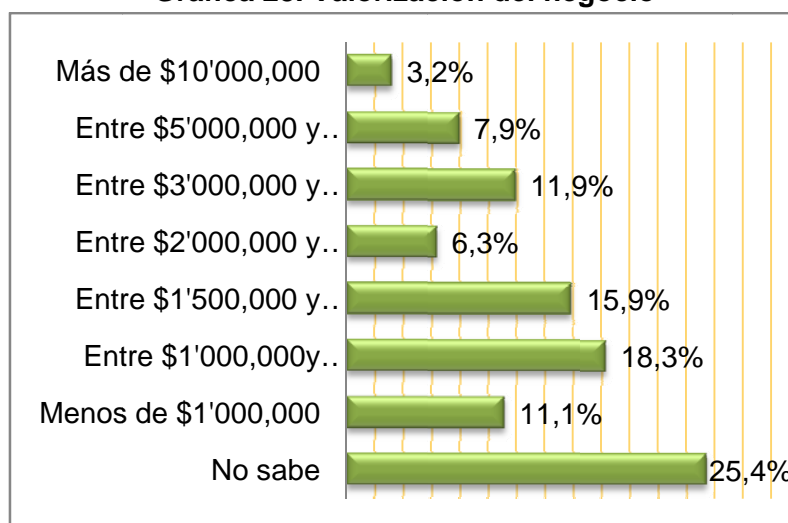 Más de $10'000,000 3,2%
Entre $5'000,000 y.. 7,9%
Entre $3'000,000 y.. 11,9%
Entre $2'000,000 y.. 6,3%
Entre $1'500,000 y.. 15,9%
Entre $1'000,000y.. 18,3%
Menos de $1'000,000 11,1%
No sabe 25,4%